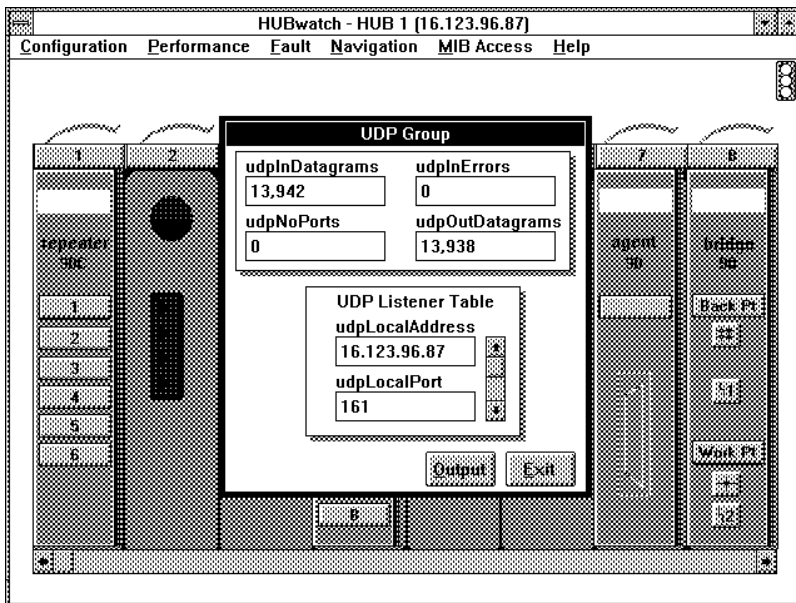 HUBwatch - HUB 1 (16.123.96.87)
Configuration Performance Fault Navigation MIB Access Help
1
2
7
8
UDP Group
udpInDatagrams
udpInErrors
13,942
0
udpNoPorts
udpOutDatagrams
0
13,938
UDP Listener Table
udpLocalAddress
16.123.96.87
udpLocalPort
161
Output
Exit
repeater
90C
1
2
3
4
5
6
B
agent
90
bridge
90
Back Pt
S1
Work Pt
S2